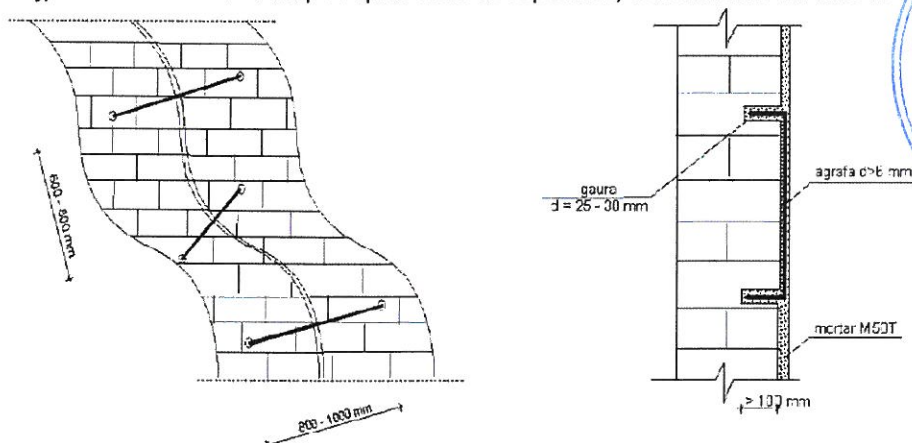 600 - 800 mm
800 - 1000 mm
gaura
d = 25 - 30 mm
agrafa d>6 mm
mortar M50T
> 100 mm